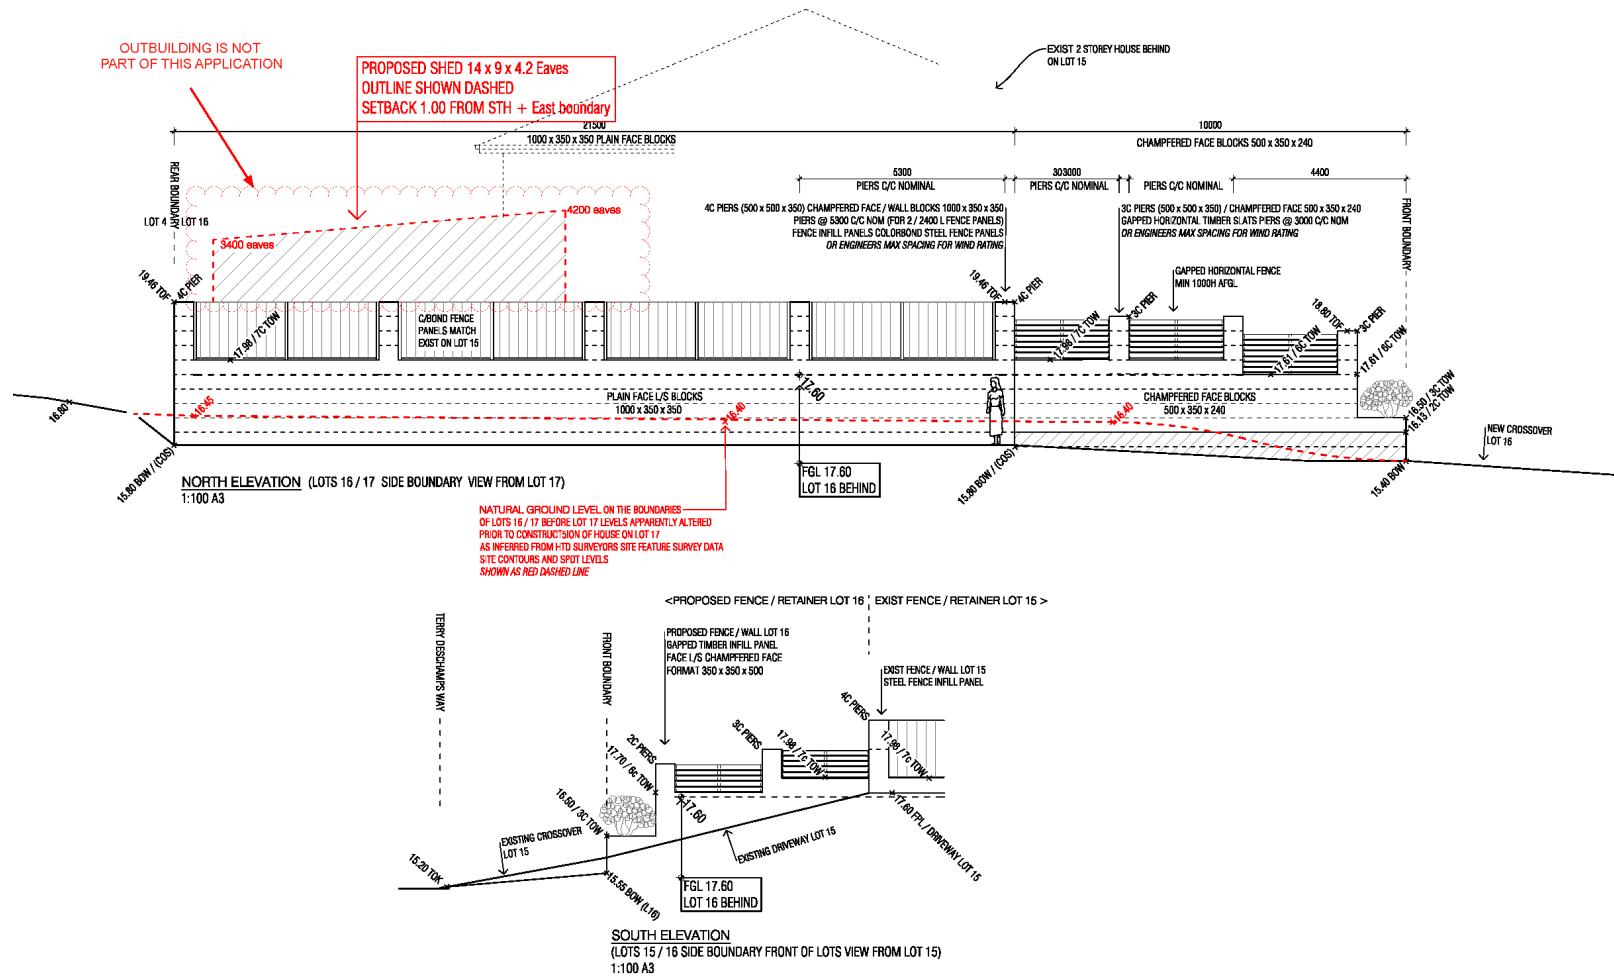 OUTBUILDING IS NOT
PART OF THIS APPLICATION
PROPOSED SHED 14 x 9 x 4.2 Eaves
OUTLINE SHOWN DASHED
SETBACK 1.00 FROM STH + East boundary
EXIST 2 STOREY HOUSE BEHIND
ON LOT 15
21500
1000 x 350 x 350 PLAIN FACE BLOCKS
10000
CHAMPFERED FACE BLOCKS 500 x 350 x 240
5300
PIERS C/C NOMINAL
303000
PIERS C/C NOMINAL
PIERS C/C NOMINAL
4400
REAR BOUNDARY
LOT 4
LOT 16
FRONT BOUNDARY
4C PIERS (500 x 500 x 350) CHAMPFERED FACE / WALL BLOCKS 1000 x 350 x 350
PIERS @ 5300 C/C NOM (FOR 2 / 2400 L FENCE PANELS)
FENCE INFILL PANELS COLORBOND STEEL FENCE PANELS
OR ENGINEERS MAX SPACING FOR WIND RATING
3C PIERS (500 x 500 x 350) / CHAMPFERED FACE 500 x 350 x 240
GAPPED HORIZONTAL TIMBER SLATS PIERS @ 3000 C/C NOM
OR ENGINEERS MAX SPACING FOR WIND RATING
4200 eaves
3400 eaves
GAPPED HORIZONTAL FENCE
MIN 1000H AFGL
19.46 TOF
4C PIER
19.46 TOF
4C PIER
3C PIER
18.80 TOF
3C PIER
C/BOND FENCE
PANELS MATCH
EXIST ON LOT 15
17.98 / 7C TOW
17.98 / 7C TOW
17.61 / 6C TOW
17.61 / 6C TOW
17.60
PLAIN FACE L/S BLOCKS
1000 x 350 x 350
CHAMPFERED FACE BLOCKS
500 x 350 x 240
16.80
16.45
16.40
16.40
16.50 / 3C TOW
16.13 / 2C TOW
NEW CROSSOVER
LOT 16
15.80 BOW / (COS)
15.80 BOW / (COS)
15.40 BOW
FGL 17.60
LOT 16 BEHIND
NORTH ELEVATION (LOTS 16 / 17 SIDE BOUNDARY VIEW FROM LOT 17)
1:100 A3
NATURAL GROUND LEVEL ON THE BOUNDARIES
OF LOTS 16 / 17 BEFORE LOT 17 LEVELS APPARENTLY ALTERED
PRIOR TO CONSTRUCT5ION OF HOUSE ON LOT 17
AS INFERRED FROM HTD SURVEYORS SITE FEATURE SURVEY DATA
SITE CONTOURS AND SPOT LEVELS
SHOWN AS RED DASHED LINE
<PROPOSED FENCE / RETAINER LOT 16
EXIST FENCE / RETAINER LOT 15 >
TERRY DESCHAMPS WAY
FRONT BOUNDARY
PROPOSED FENCE / WALL LOT 16
GAPPED TIMBER INFILL PANEL
FACE L/S CHAMPFERED FACE
FORMAT 350 x 350 x 500
EXIST FENCE / WALL LOT 15
STEEL FENCE INFILL PANEL
2C PIERS
3C PIERS
4C PIERS
17.70 / 6c TOW
17.98 / 7c TOW
17.98 / 7c TOW
16.50 / 3C TOW
17.60
17.60 FPL / DRIVEWAY LOT 15
EXISTING CROSSOVER
LOT 15
EXISTING DRIVEWAY LOT 15
15.20 TOK
15.55 BOW (L16)
FGL 17.60
LOT 16 BEHIND
SOUTH ELEVATION
(LOTS 15 / 16 SIDE BOUNDARY FRONT OF LOTS VIEW FROM LOT 15)
1:100 A3